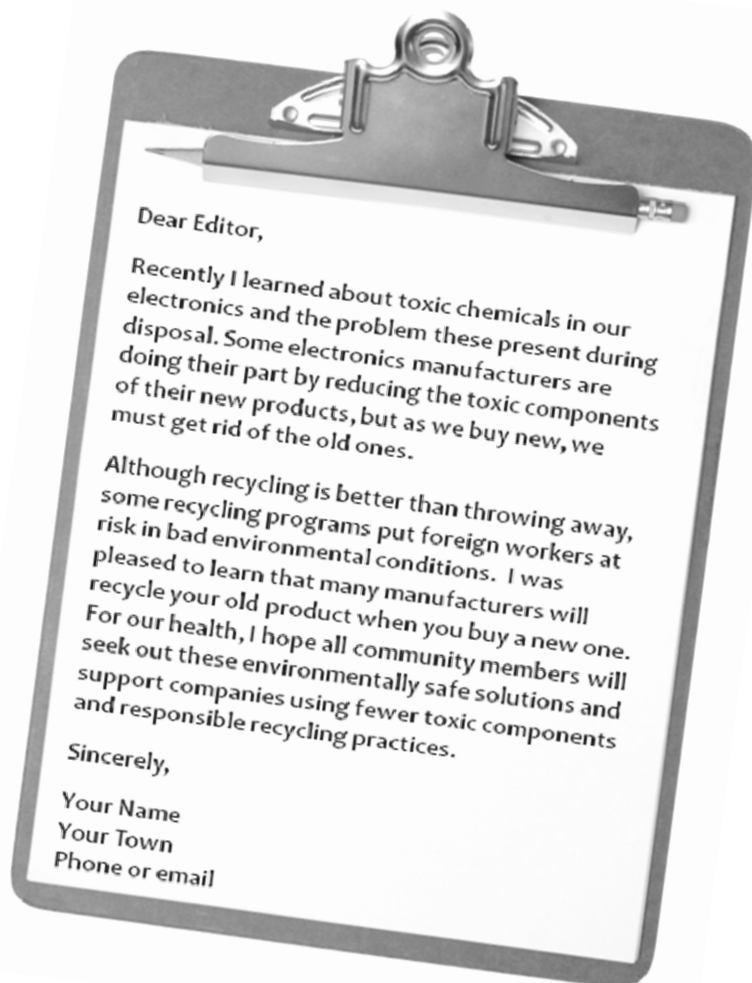 Dear Editor,
Recently I learned about toxic chemicals in our
electronics and the problem these present during
disposal. Some electronics manufacturers are
doing their part by reducing the toxic components
of their new products, but as we buy new, we
must get rid of the old ones.
Although recycling is better than throwing away,
some recycling programs put foreign workers at
risk in bad environmental conditions.  I was
pleased to learn that many manufacturers will
recycle your old product when you buy a new one.
For our health, I hope all community members will
seek out these environmentally safe solutions and
support companies using fewer toxic components
and responsible recycling practices.
Sincerely,
Your Name
Your Town
Phone or email